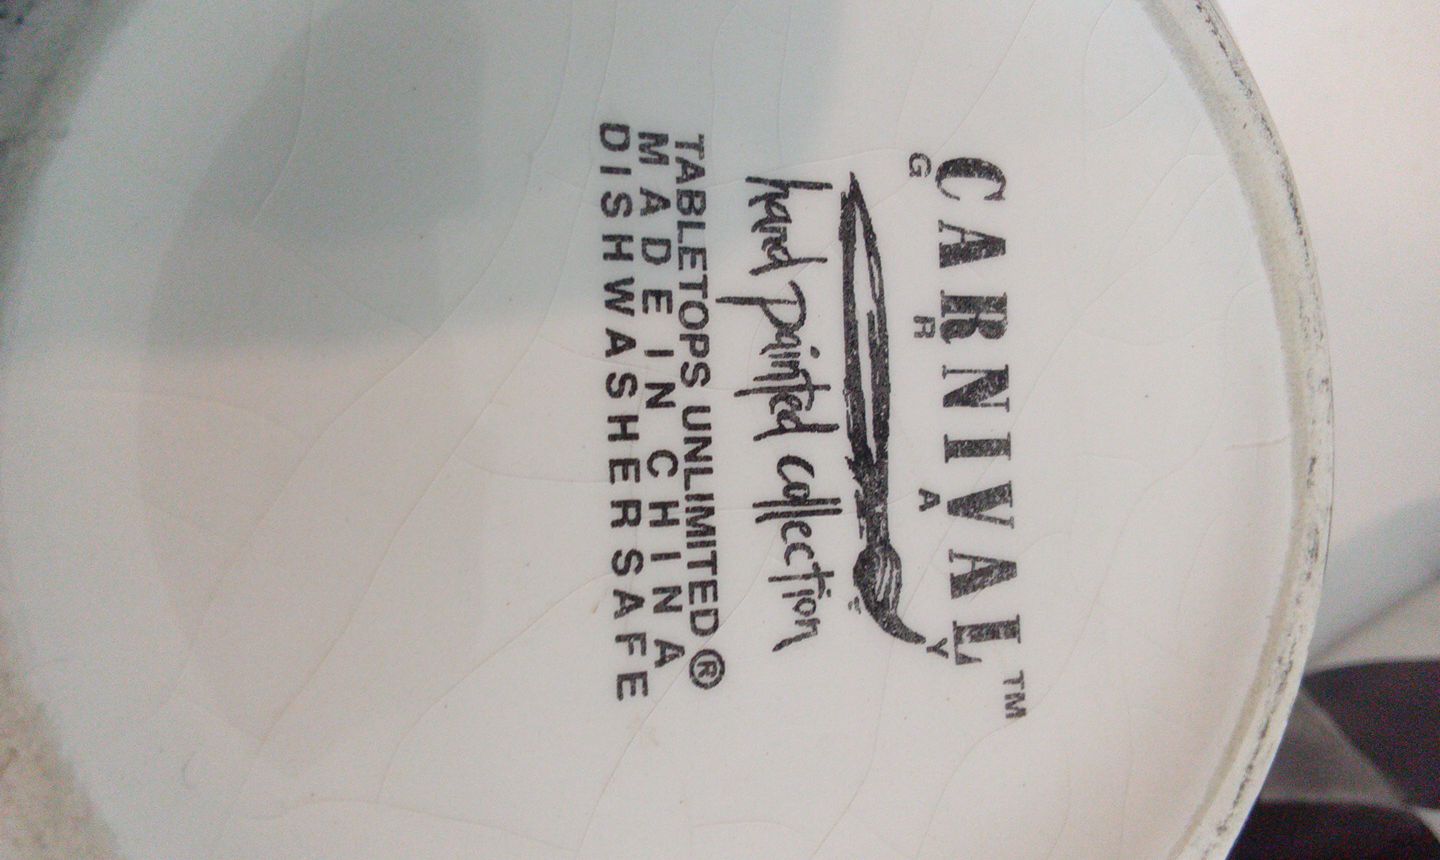 CARNIVAL™
GRAY
hand painted collection
TABLETOPS UNLIMITED®
MADE IN CHINA
DISHWASHER SAFE